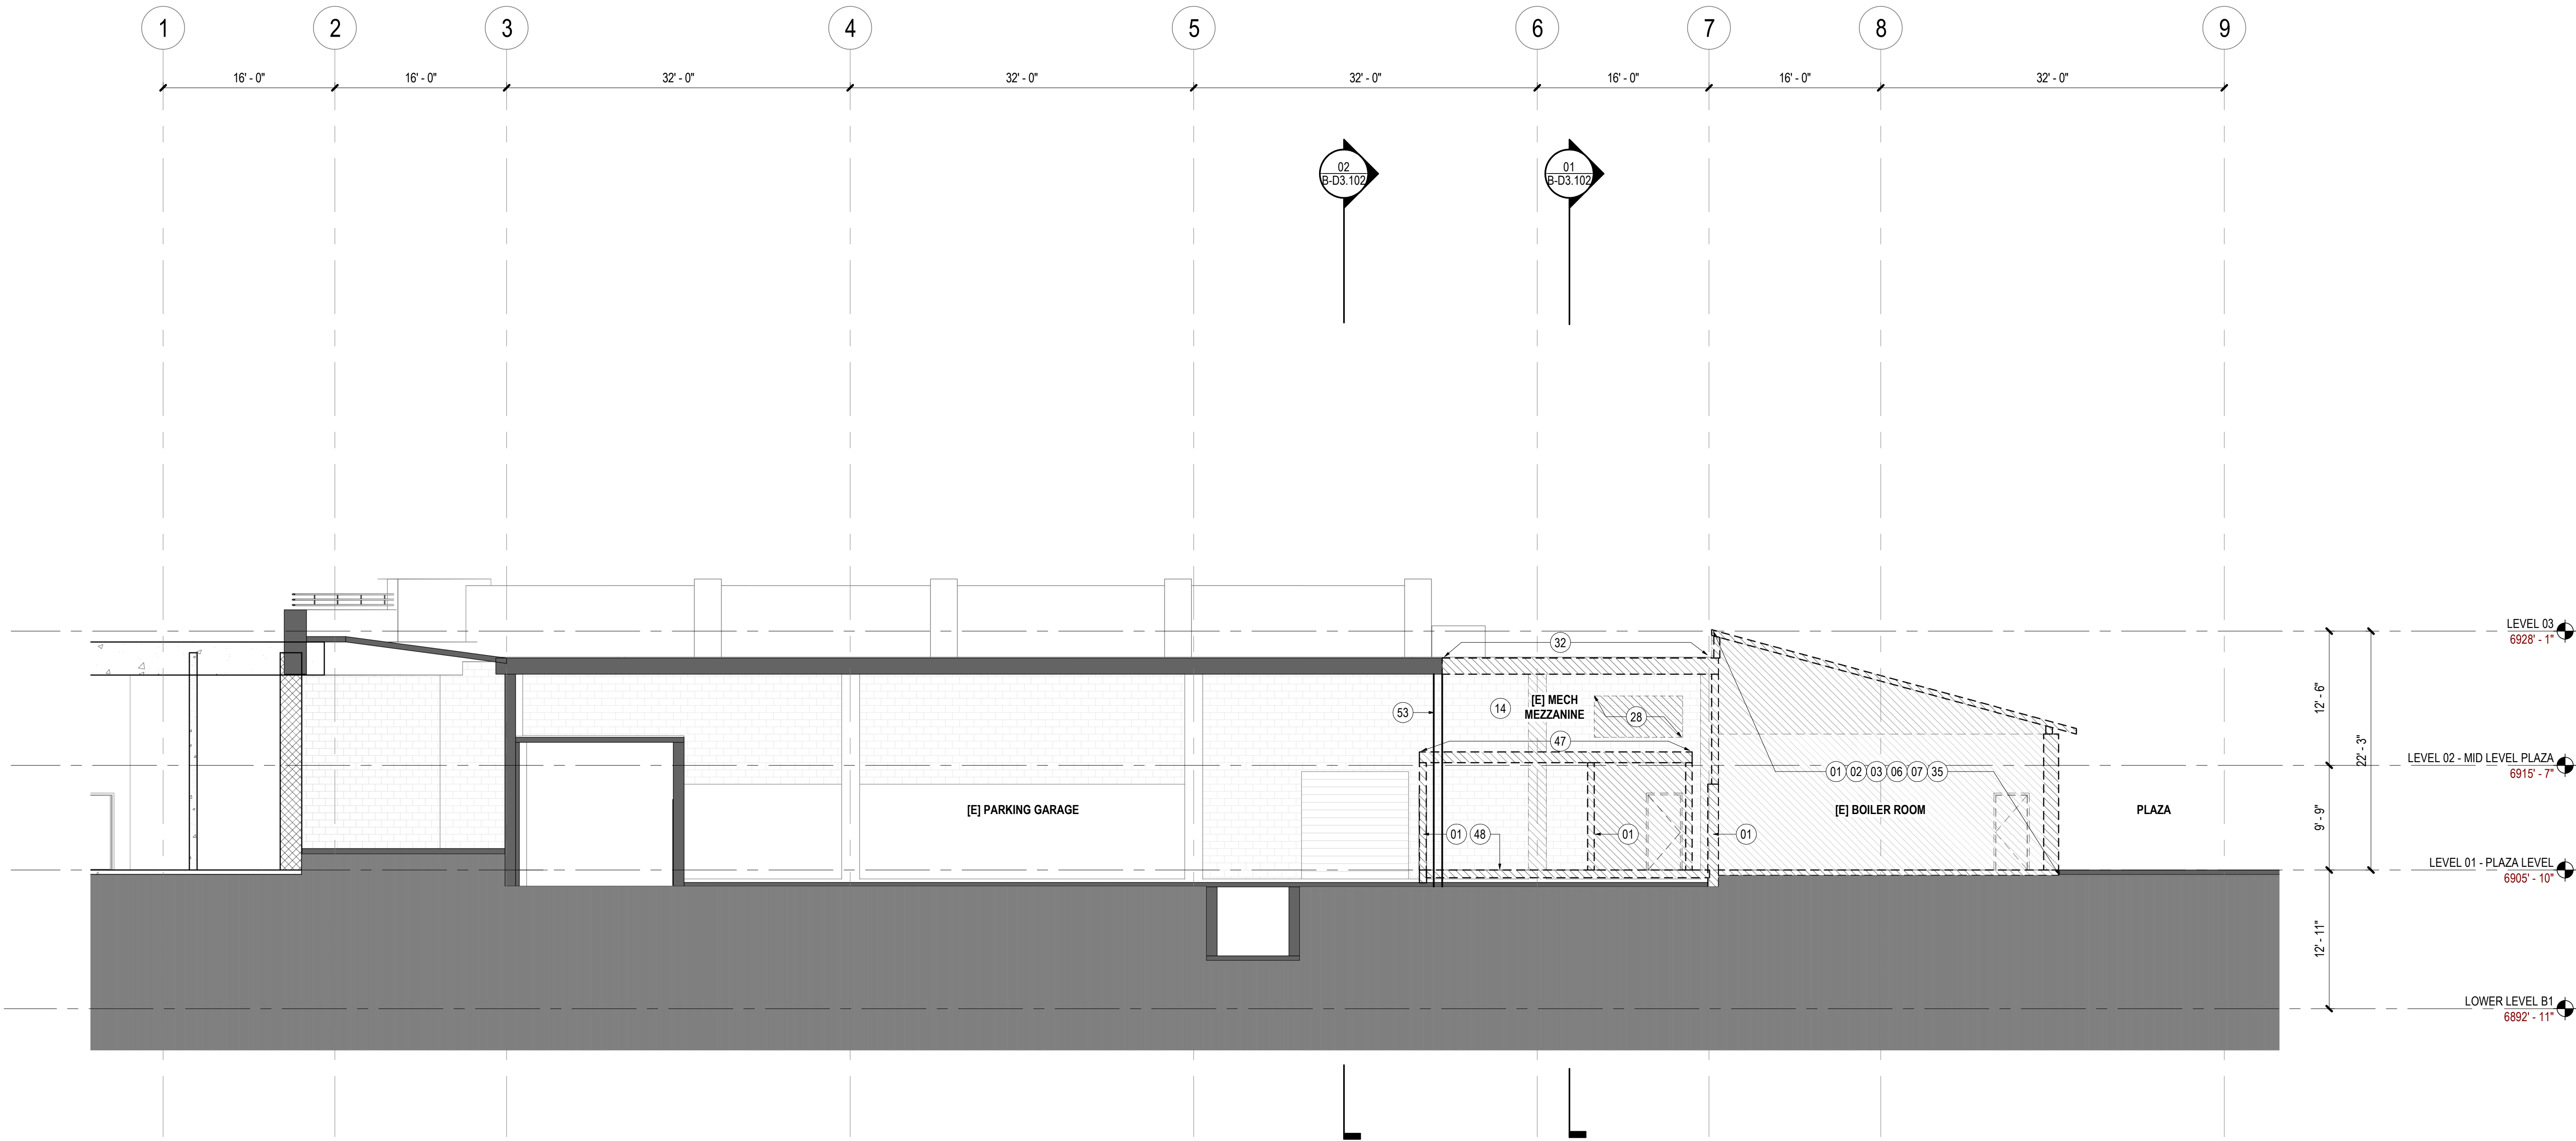 1 2 3 4 5 6 7 8 9
16' - 0" 16' - 0" 32' - 0" 32' - 0" 32' - 0" 16' - 0" 16' - 0" 32' - 0"
02
B-D3.102
01
B-D3.102
LEVEL 03
6928' - 1"
32
12' - 6"
22' - 3"
53
14
[E] MECH
MEZZANINE
28
47
01 02 03 06 07 35
LEVEL 02 - MID LEVEL PLAZA
6915' - 7"
[E] PARKING GARAGE
[E] BOILER ROOM
PLAZA
9' - 9"
01 48
01
01
LEVEL 01 - PLAZA LEVEL
6905' - 10"
12' - 11"
LOWER LEVEL B1
6892' - 11"